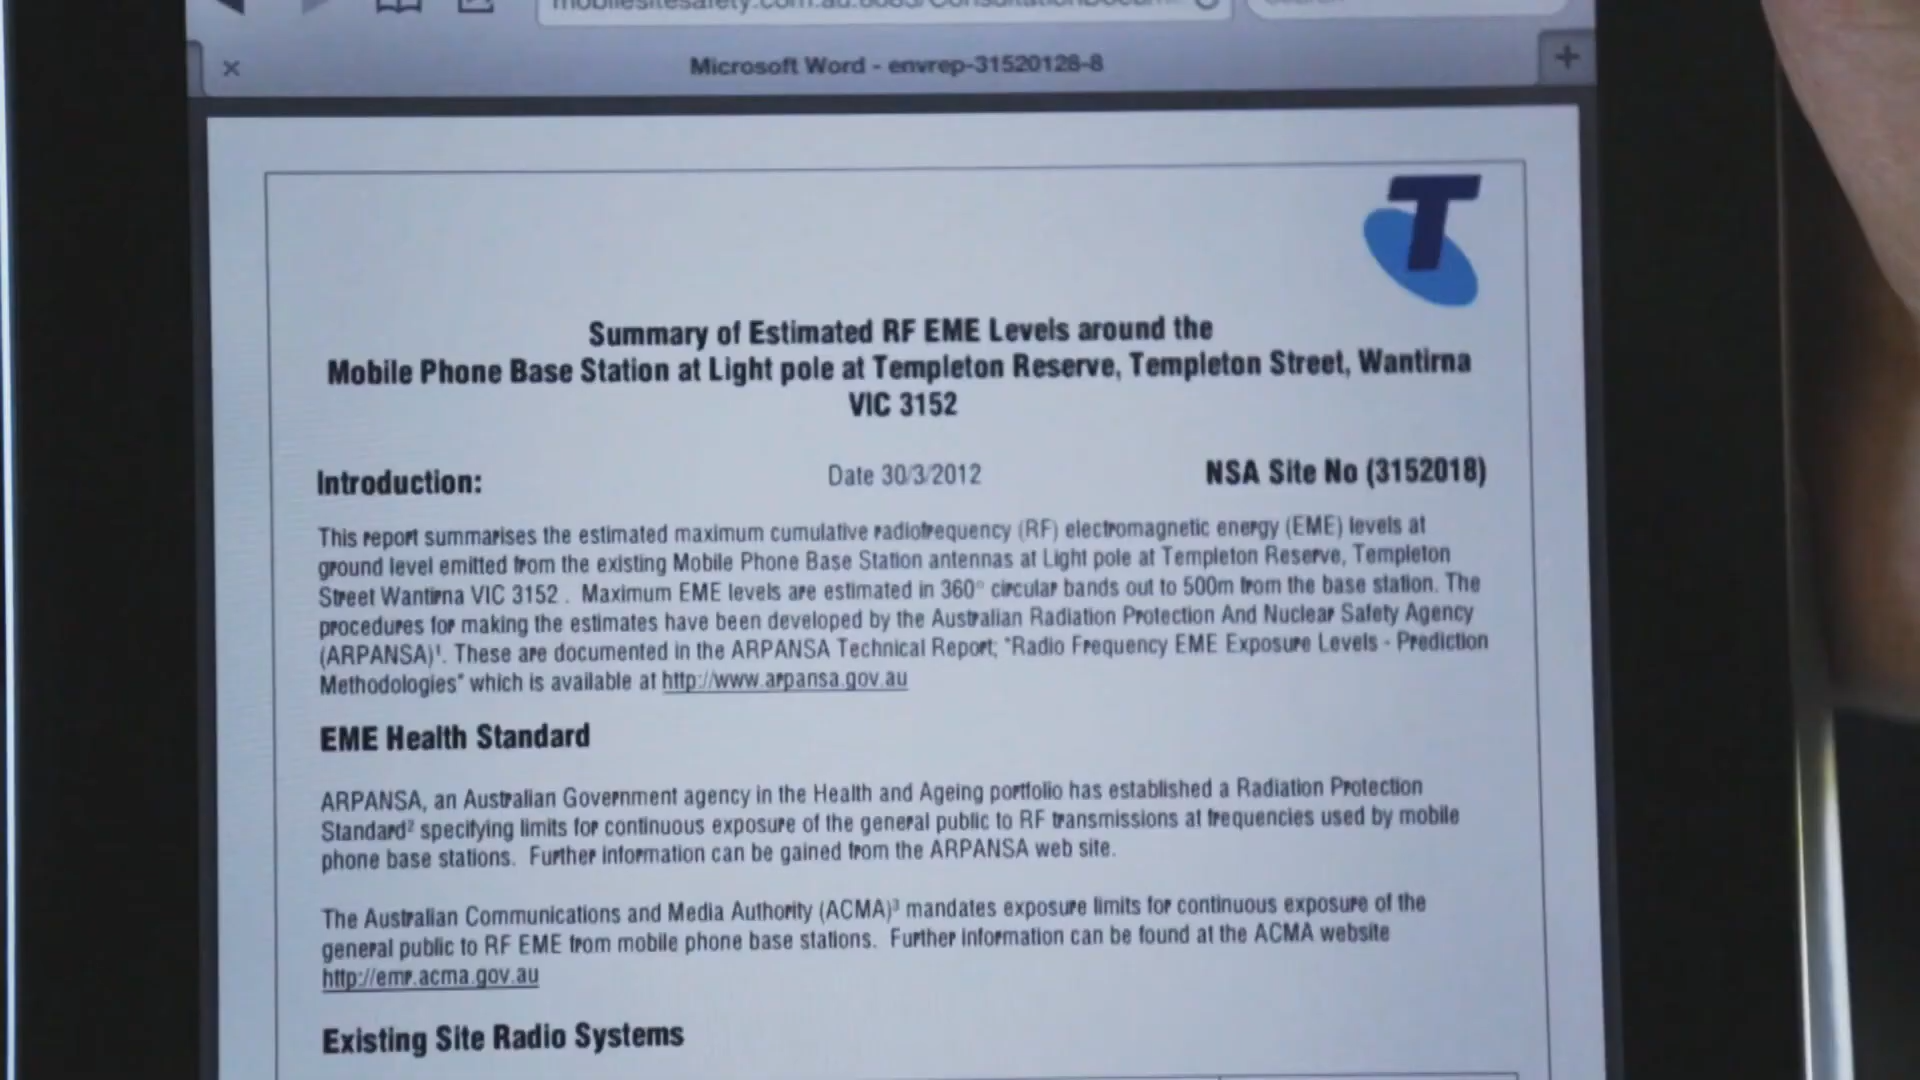 Microsoft Word - envrep-31520128-8
T
Summary of Estimated RF EME Levels around the
Mobile Phone Base Station at Light pole at Templeton Reserve, Templeton Street, Wantirna
VIC 3152
Introduction: Date 30/3/2012 NSA Site No (3152018)
This report summarises the estimated maximum cumulative radiofrequency (RF) electromagnetic energy (EME) levels at
ground level emitted from the existing Mobile Phone Base Station antennas at Light pole at Templeton Reserve, Templeton
Street Wantirna VIC 3152 . Maximum EME levels are estimated in 360° circular bands out to 500m from the base station. The
procedures for making the estimates have been developed by the Australian Radiation Protection And Nuclear Safety Agency
(ARPANSA)¹. These are documented in the ARPANSA Technical Report; "Radio Frequency EME Exposure Levels - Prediction
Methodologies" which is available at http://www.arpansa.gov.au
EME Health Standard
ARPANSA, an Australian Government agency in the Health and Ageing portfolio has established a Radiation Protection
Standard² specifying limits for continuous exposure of the general public to RF transmissions at frequencies used by mobile
phone base stations. Further information can be gained from the ARPANSA web site.
The Australian Communications and Media Authority (ACMA)³ mandates exposure limits for continuous exposure of the
general public to RF EME from mobile phone base stations. Further information can be found at the ACMA website
http://emr.acma.gov.au
Existing Site Radio Systems